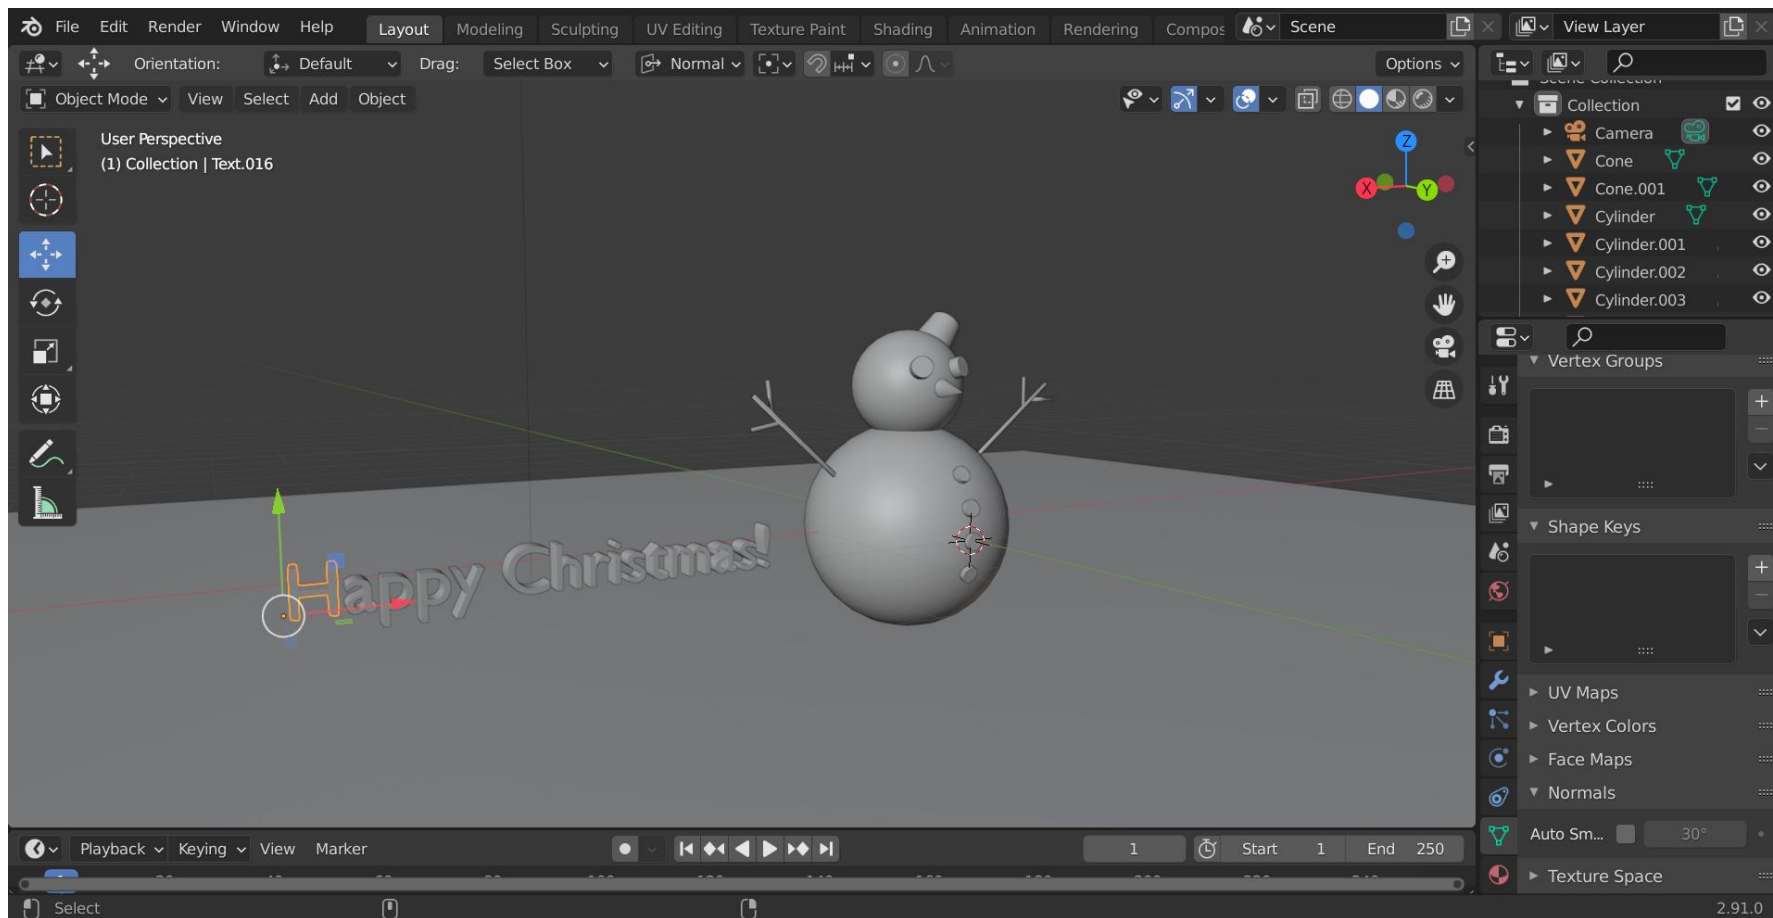 File Edit Render Window Help Layout Modeling Sculpting UV Editing Texture Paint Shading Animation Rendering Compos Scene View Layer
Orientation: Default Drag: Select Box Normal Options
Object Mode View Select Add Object
User Perspective
(1) Collection | Text.016
Z
X
Y
Happy Christmas!
Scene Collection
Collection
Camera
Cone
Cone.001
Cylinder
Cylinder.001
Cylinder.002
Cylinder.003
Vertex Groups
Shape Keys
UV Maps
Vertex Colors
Face Maps
Normals
Auto Sm... 30°
Texture Space
Playback Keying View Marker 1 Start 1 End 250
Select 2.91.0